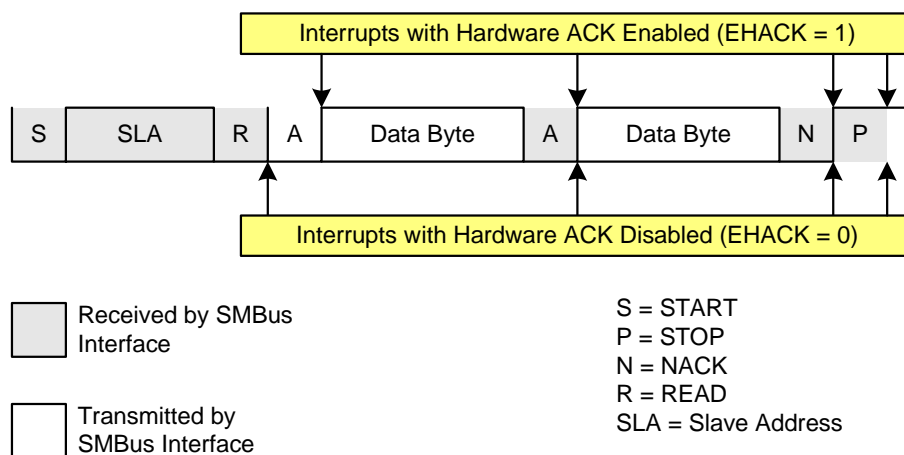 Interrupts with Hardware ACK Enabled (EHACK = 1)
S SLA R A Data Byte A Data Byte N P
Interrupts with Hardware ACK Disabled (EHACK = 0)
Received by SMBus
Interface
Transmitted by
SMBus Interface
S = START
P = STOP
N = NACK
R = READ
SLA = Slave Address